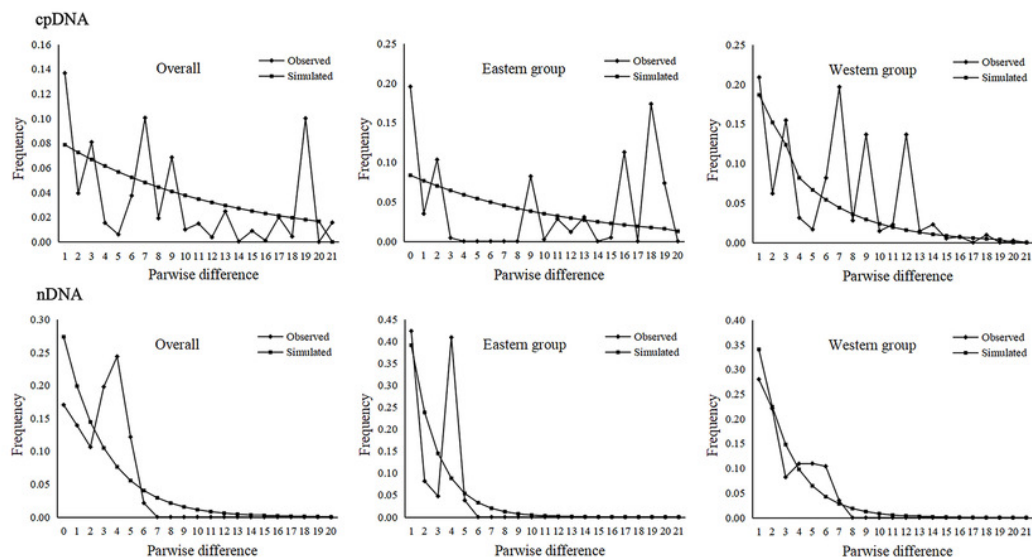 cpDNA
Overall
Observed
Simulated
Frequency
0.16
0.14
0.12
0.10
0.08
0.06
0.04
0.02
0.00
1 2 3 4 5 6 7 8 9 10 11 12 13 14 15 16 17 18 19 20 21
Parwise difference
Eastern group
Observed
Simulated
Frequency
0.25
0.20
0.15
0.10
0.05
0.00
0 1 2 3 4 5 6 7 8 9 10 11 12 13 14 15 16 17 18 19 20
Parwise difference
Western group
Observed
Simulated
Frequency
0.25
0.20
0.15
0.10
0.05
0.00
1 2 3 4 5 6 7 8 9 10 11 12 13 14 15 16 17 18 19 20 21
Parwise difference
nDNA
Overall
Observed
Simulated
Frequency
0.30
0.25
0.20
0.15
0.10
0.05
0.00
0 1 2 3 4 5 6 7 8 9 10 11 12 13 14 15 16 17 18 19 20
Parwise difference
Eastern group
Observed
Simulated
Frequency
0.45
0.40
0.35
0.30
0.25
0.20
0.15
0.10
0.05
0.00
1 2 3 4 5 6 7 8 9 10 11 12 13 14 15 16 17 18 19 20 21
Parwise difference
Western group
Observed
Simulated
Frequency
0.40
0.35
0.30
0.25
0.20
0.15
0.10
0.05
0.00
1 2 3 4 5 6 7 8 9 10 11 12 13 14 15 16 17 18 19 20 21
Parwise difference